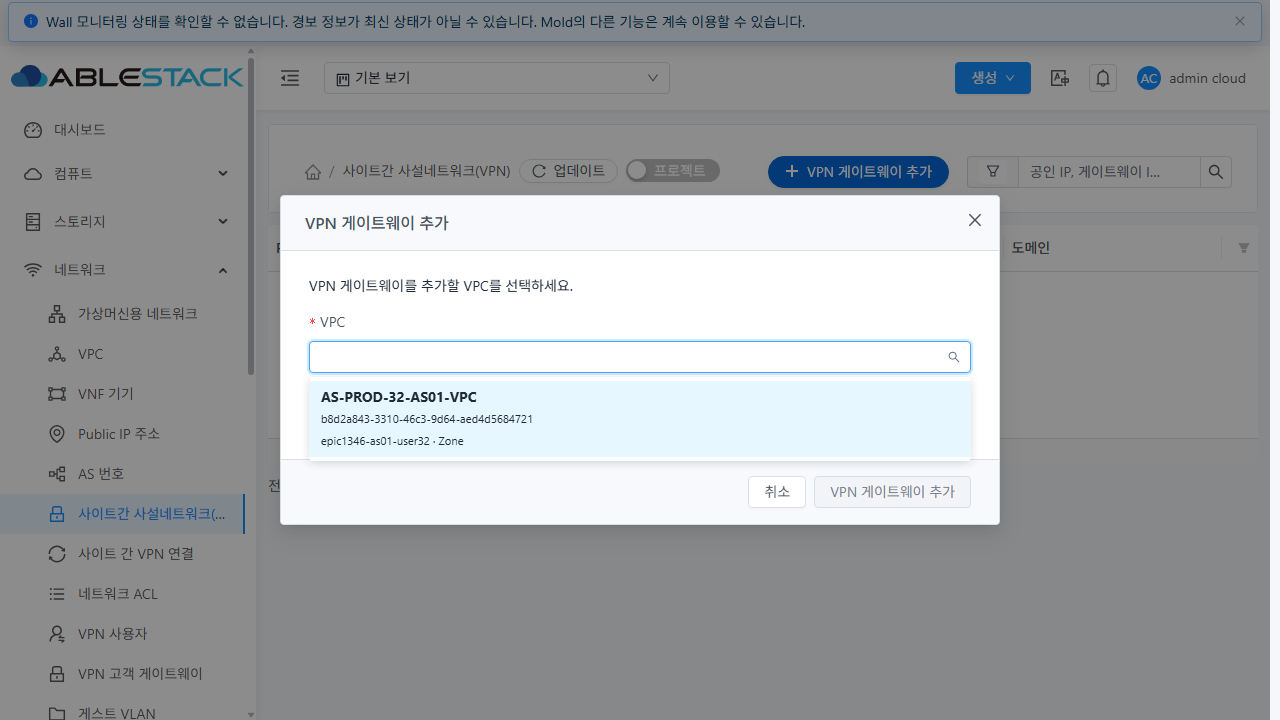 Wall 모니터링 상태를 확인할 수 없습니다. 경보 정보가 최신 상태가 아닐 수 있습니다. Mold의 다른 기능은 계속 이용할 수 있습니다.
ABLESTACK
기본 보기
생성
AC admin cloud
대시보드
컴퓨트
스토리지
네트워크
가상머신용 네트워크
VPC
VNF 기기
Public IP 주소
AS 번호
사이트간 사설네트워크(...
사이트 간 VPN 연결
네트워크 ACL
VPN 사용자
VPN 고객 게이트웨이
게스트 VLAN
/ 사이트간 사설네트워크(VPN)
업데이트
프로젝트
VPN 게이트웨이 추가
공인 IP, 게이트웨이 I...
도메인
전
VPN 게이트웨이 추가
VPN 게이트웨이를 추가할 VPC를 선택하세요.
* VPC
AS-PROD-32-AS01-VPC
b8d2a843-3310-46c3-9d64-aed4d5684721
epic1346-as01-user32 · Zone
취소
VPN 게이트웨이 추가